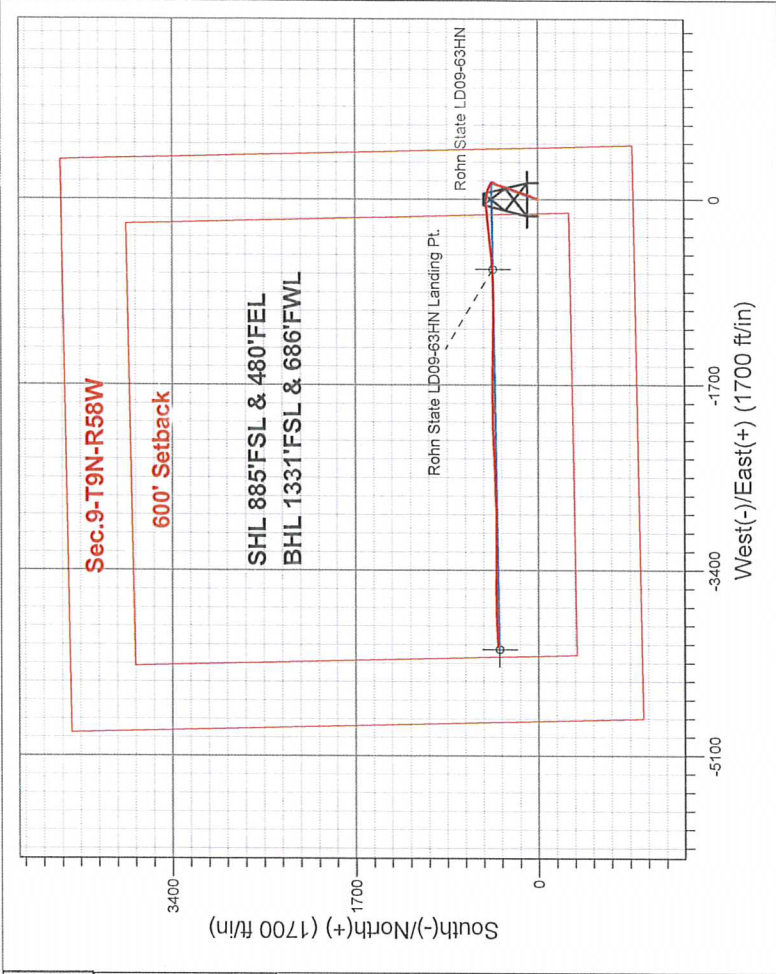 Sec.9-T9N-R58W
600' Setback
SHL 885'FSL & 480'FEL
BHL 1331'FSL & 686'FWL
Rohn State LD09-63HN
Rohn State LD09-63HN Landing Pt.
South(-)/North(+) (1700 ft/in)
3400
1700
0
-5100
-3400
-1700
0
West(-)/East(+) (1700 ft/in)